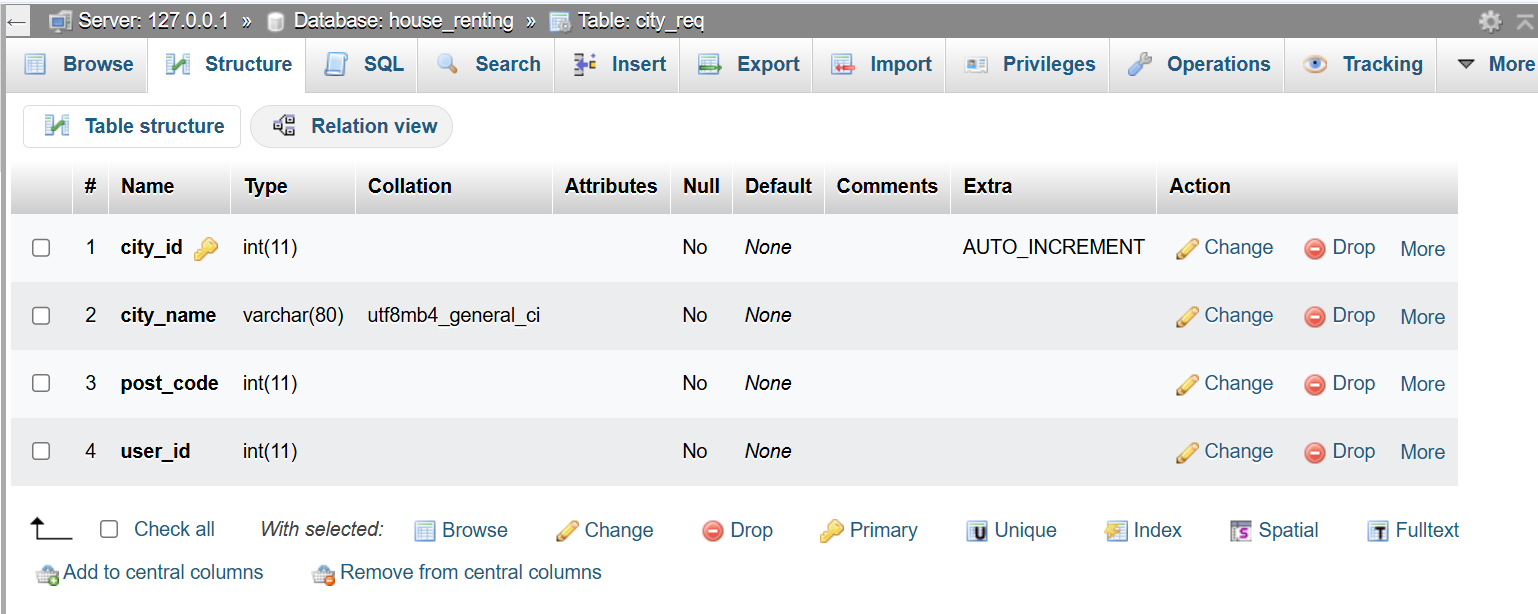 Server: 127.0.0.1 » Database: house_renting » Table: city_req
Browse Structure SQL Search Insert Export Import Privileges Operations Tracking More
Table structure Relation view
# Name Type Collation Attributes Null Default Comments Extra Action
1 city_id int(11) No None AUTO_INCREMENT Change Drop More
2 city_name varchar(80) utf8mb4_general_ci No None Change Drop More
3 post_code int(11) No None Change Drop More
4 user_id int(11) No None Change Drop More
Check all With selected: Browse Change Drop Primary Unique Index Spatial Fulltext
Add to central columns Remove from central columns